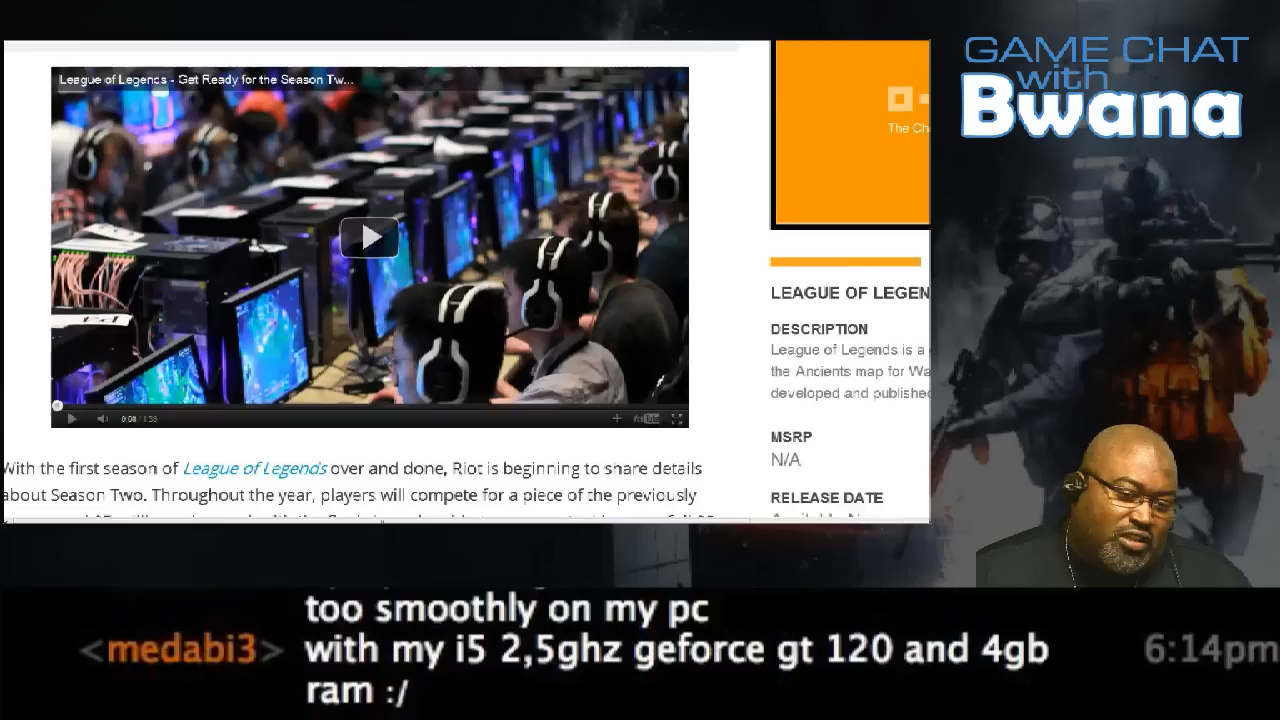 GAME CHAT
with
Bwana
League of Legends - Get Ready for the Season Tw...
The Ch
LEAGUE OF LEGEN
DESCRIPTION
League of Legends is a
the Ancients map for Wa
developed and published
MSRP
N/A
RELEASE DATE
0:00
With the first season of League of Legends over and done, Riot is beginning to share details
about Season Two. Throughout the year, players will compete for a piece of the previously
too smoothly on my pc
<medabi3> with my i5 2,5ghz geforce gt 120 and 4gb 6:14pm
ram :/